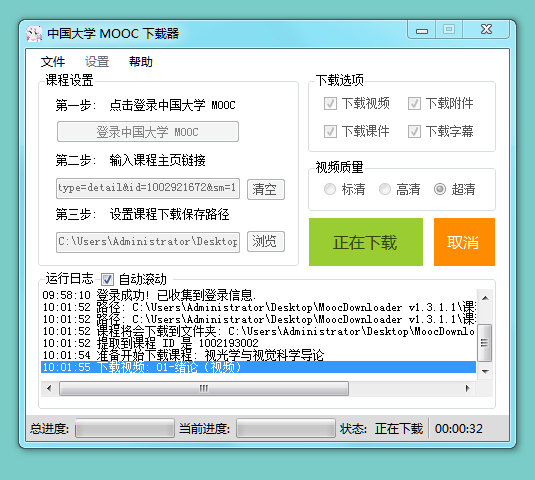 中国大学 MOOC 下载器
文件 设置 帮助
课程设置
第一步: 点击登录中国大学 MOOC
登录中国大学 MOOC
第二步: 输入课程主页链接
type=detail&id=1002921672&sm=1
清空
第三步: 设置课程下载保存路径
C:\Users\Administrator\Desktop
浏览
下载选项
下载视频 下载附件
下载课件 下载字幕
视频质量
标清 高清 超清
正在下载 取消
运行日志 自动滚动
09:58:10 登录成功! 已收集到登录信息.
10:01:52 路径: C:\Users\Administrator\Desktop\MoocDownloader v1.3.1.1\课
10:01:52 路径: C:\Users\Administrator\Desktop\MoocDownloader v1.3.1.1\课
10:01:52 课程将会下载到文件夹: C:\Users\Administrator\Desktop\MoocDownlo
10:01:52 提取到课程 ID 是 1002193002
10:01:54 准备开始下载课程: 视光学与视觉科学导论
10:01:55 下载视频: 01-绪论（视频）
总进度: 当前进度: 状态: 正在下载 00:00:32